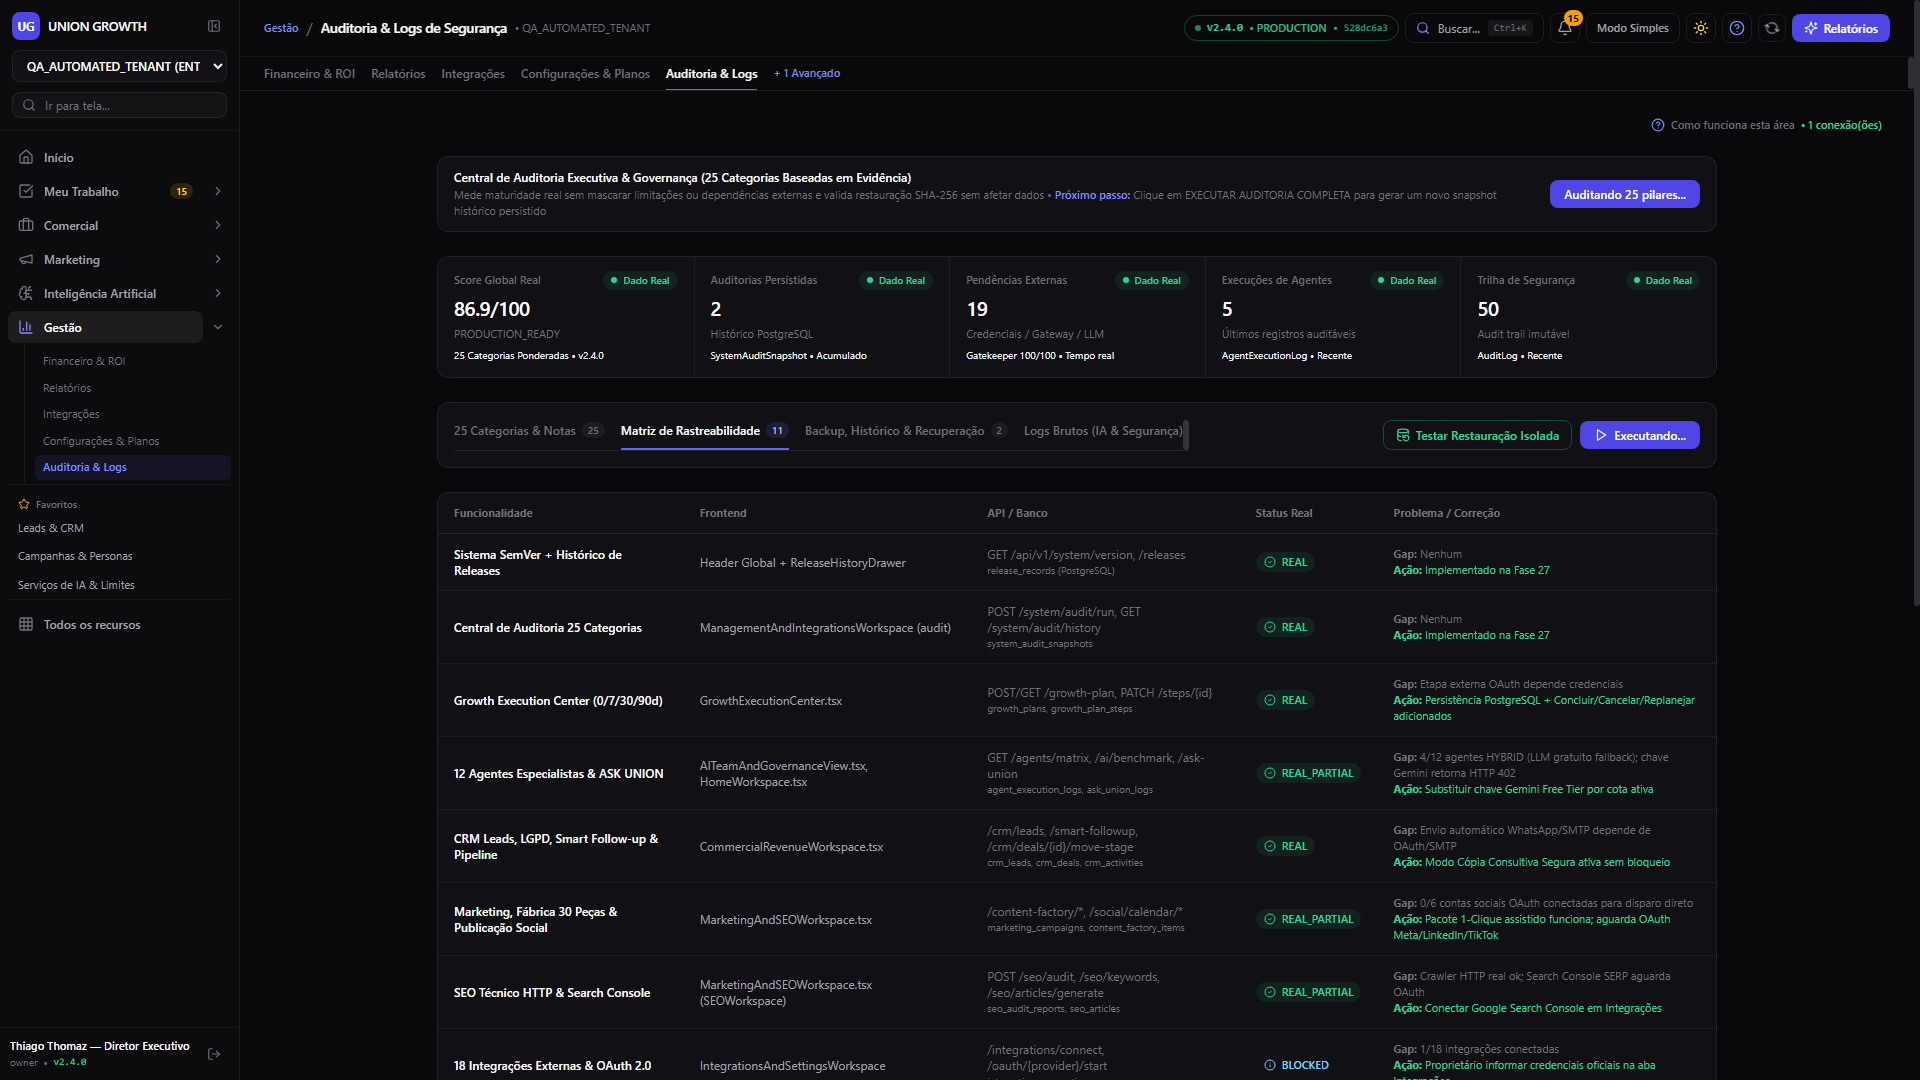 UG UNION GROWTH
QA_AUTOMATED_TENANT (ENT
Ir para tela...
Início
Meu Trabalho 15
Comercial
Marketing
Inteligência Artificial
Gestão
Financeiro & ROI
Relatórios
Integrações
Configurações & Planos
Auditoria & Logs
Favoritos
Leads & CRM
Campanhas & Personas
Serviços de IA & Limites
Todos os recursos
Thiago Thomaz — Diretor Executivo
owner • v2.4.0
Gestão / Auditoria & Logs de Segurança • QA_AUTOMATED_TENANT
v2.4.0 • PRODUCTION • 528dc6a3
Buscar... Ctrl+K
15
Modo Simples
Relatórios
Financeiro & ROI Relatórios Integrações Configurações & Planos Auditoria & Logs + 1 Avançado
Como funciona esta área • 1 conexão(ões)
Central de Auditoria Executiva & Governança (25 Categorias Baseadas em Evidência)
Mede maturidade real sem mascarar limitações ou dependências externas e valida restauração SHA-256 sem afetar dados • Próximo passo: Clique em EXECUTAR AUDITORIA COMPLETA para gerar um novo snapshot
histórico persistido
Auditando 25 pilares...
Score Global Real Dado Real
86.9/100
PRODUCTION_READY
25 Categorias Ponderadas • v2.4.0
Auditorias Persistidas Dado Real
2
Histórico PostgreSQL
SystemAuditSnapshot • Acumulado
Pendências Externas Dado Real
19
Credenciais / Gateway / LLM
Gatekeeper 100/100 • Tempo real
Execuções de Agentes Dado Real
5
Últimos registros auditáveis
AgentExecutionLog • Recente
Trilha de Segurança Dado Real
50
Audit trail imutável
AuditLog • Recente
25 Categorias & Notas 25 Matriz de Rastreabilidade 11 Backup, Histórico & Recuperação 2 Logs Brutos (IA & Segurança)
Testar Restauração Isolada
Executando...
Funcionalidade Frontend API / Banco Status Real Problema / Correção
Sistema SemVer + Histórico de
Releases
Header Global + ReleaseHistoryDrawer
GET /api/v1/system/version, /releases
release_records (PostgreSQL)
REAL
Gap: Nenhum
Ação: Implementado na Fase 27
Central de Auditoria 25 Categorias
ManagementAndIntegrationsWorkspace (audit)
POST /system/audit/run, GET
/system/audit/history
system_audit_snapshots
REAL
Gap: Nenhum
Ação: Implementado na Fase 27
Growth Execution Center (0/7/30/90d)
GrowthExecutionCenter.tsx
POST/GET /growth-plan, PATCH /steps/{id}
growth_plans, growth_plan_steps
REAL
Gap: Etapa externa OAuth depende credenciais
Ação: Persistência PostgreSQL + Concluir/Cancelar/Replanejar
adicionados
12 Agentes Especialistas & ASK UNION
AITeamAndGovernanceView.tsx,
HomeWorkspace.tsx
GET /agents/matrix, /ai/benchmark, /ask-
union
agent_execution_logs, ask_union_logs
REAL_PARTIAL
Gap: 4/12 agentes HYBRID (LLM gratuito fallback); chave
Gemini retorna HTTP 402
Ação: Substituir chave Gemini Free Tier por cota ativa
CRM Leads, LGPD, Smart Follow-up &
Pipeline
CommercialRevenueWorkspace.tsx
/crm/leads, /smart-followup,
/crm/deals/{id}/move-stage
crm_leads, crm_deals, crm_activities
REAL
Gap: Envio automático WhatsApp/SMTP depende de
OAuth/SMTP
Ação: Modo Cópia Consultiva Segura ativa sem bloqueio
Marketing, Fábrica 30 Peças &
Publicação Social
MarketingAndSEOWorkspace.tsx
/content-factory/*, /social/calendar/*
marketing_campaigns, content_factory_items
REAL_PARTIAL
Gap: 0/6 contas sociais OAuth conectadas para disparo direto
Ação: Pacote 1-Clique assistido funciona; aguarda OAuth
Meta/LinkedIn/TikTok
SEO Técnico HTTP & Search Console
MarketingAndSEOWorkspace.tsx
(SEOWorkspace)
POST /seo/audit, /seo/keywords,
/seo/articles/generate
seo_audit_reports, seo_articles
REAL_PARTIAL
Gap: Crawler HTTP real ok; Search Console SERP aguarda
OAuth
Ação: Conectar Google Search Console em Integrações
18 Integrações Externas & OAuth 2.0
IntegrationsAndSettingsWorkspace
/integrations/connect,
/oauth/{provider}/start
BLOCKED
Gap: 1/18 integrações conectadas
Ação: Proprietário informar credenciais oficiais na aba